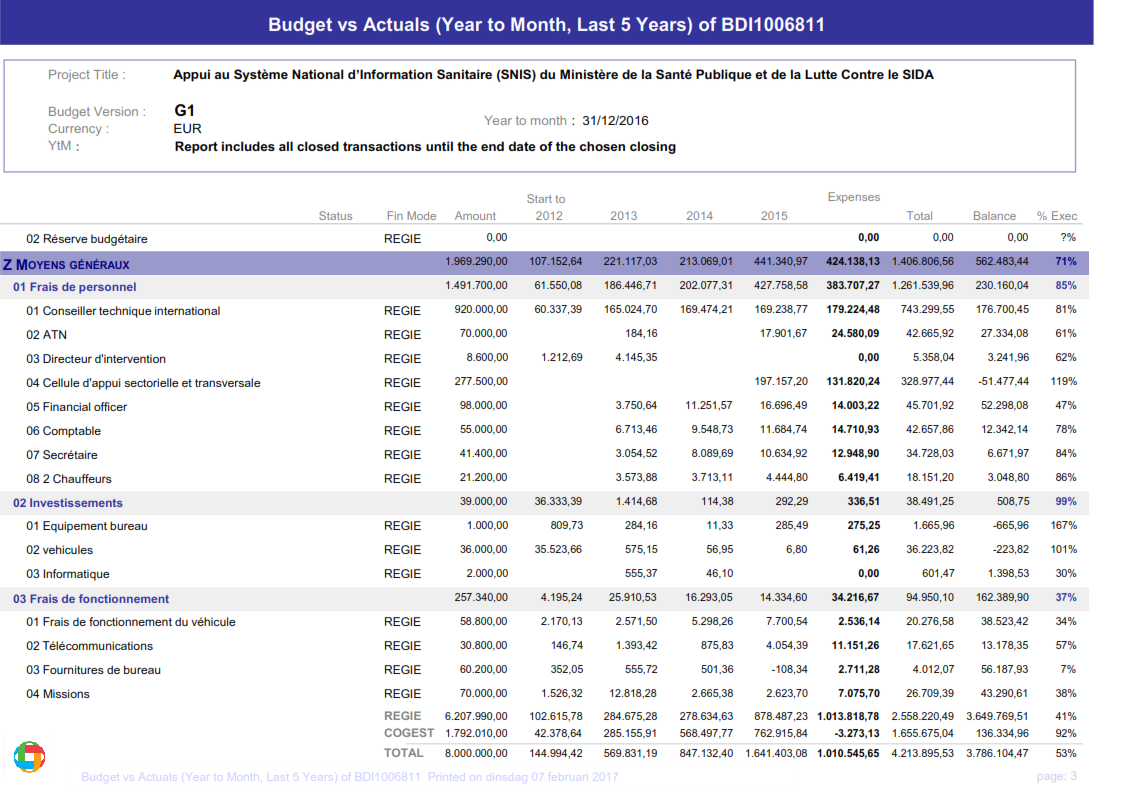 Budget vs Actuals (Year to Month, Last 5 Years) of BDI1006811
Project Title : Appui au Système National d'Information Sanitaire (SNIS) du Ministère de la Santé Publique et de la Lutte Contre le SIDA
Budget Version : G1
Year to month : 31/12/2016
Currency : EUR
YtM : Report includes all closed transactions until the end date of the chosen closing
Start to Expenses
Status Fin Mode Amount 2012 2013 2014 2015 Total Balance % Exec
02 Réserve budgétaire REGIE 0,00 0,00 0,00 0,00 ?%
Z MOYENS GÉNÉRAUX 1.969.290,00 107.152,64 221.117,03 213.069,01 441.340,97 424.138,13 1.406.806,56 562.483,44 71%
01 Frais de personnel 1.491.700,00 61.550,08 186.446,71 202.077,31 427.758,58 383.707,27 1.261.539,96 230.160,04 85%
01 Conseiller technique international REGIE 920.000,00 60.337,39 165.024,70 169.474,21 169.238,77 179.224,48 743.299,55 176.700,45 81%
02 ATN REGIE 70.000,00 184,16 17.901,67 24.580,09 42.665,92 27.334,08 61%
03 Directeur d'intervention REGIE 8.600,00 1.212,69 4.145,35 0,00 5.358,04 3.241,96 62%
04 Cellule d'appui sectorielle et transversale REGIE 277.500,00 197.157,20 131.820,24 328.977,44 -51.477,44 119%
05 Financial officer REGIE 98.000,00 3.750,64 11.251,57 16.696,49 14.003,22 45.701,92 52.298,08 47%
06 Comptable REGIE 55.000,00 6.713,46 9.548,73 11.684,74 14.710,93 42.657,86 12.342,14 78%
07 Secrétaire REGIE 41.400,00 3.054,52 8.089,69 10.634,92 12.948,90 34.728,03 6.671,97 84%
08 2 Chauffeurs REGIE 21.200,00 3.573,88 3.713,11 4.444,80 6.419,41 18.151,20 3.048,80 86%
02 Investissements 39.000,00 36.333,39 1.414,68 114,38 292,29 336,51 38.491,25 508,75 99%
01 Equipement bureau REGIE 1.000,00 809,73 284,16 11,33 285,49 275,25 1.665,96 -665,96 167%
02 vehicules REGIE 36.000,00 35.523,66 575,15 56,95 6,80 61,26 36.223,82 -223,82 101%
03 Informatique REGIE 2.000,00 555,37 46,10 0,00 601,47 1.398,53 30%
03 Frais de fonctionnement 257.340,00 4.195,24 25.910,53 16.293,05 14.334,60 34.216,67 94.950,10 162.389,90 37%
01 Frais de fonctionnement du véhicule REGIE 58.800,00 2.170,13 2.571,50 5.298,26 7.700,54 2.536,14 20.276,58 38.523,42 34%
02 Télécommunications REGIE 30.800,00 146,74 1.393,42 875,83 4.054,39 11.151,26 17.621,65 13.178,35 57%
03 Fournitures de bureau REGIE 60.200,00 352,05 555,72 501,36 -108,34 2.711,28 4.012,07 56.187,93 7%
04 Missions REGIE 70.000,00 1.526,32 12.818,28 2.665,38 2.623,70 7.075,70 26.709,39 43.290,61 38%
REGIE 6.207.990,00 102.615,78 284.675,28 278.634,63 878.487,23 1.013.818,78 2.558.220,49 3.649.769,51 41%
COGEST 1.792.010,00 42.378,64 285.155,91 568.497,77 762.915,84 -3.273,13 1.655.675,04 136.334,96 92%
TOTAL 8.000.000,00 144.994,42 569.831,19 847.132,40 1.641.403,08 1.010.545,65 4.213.895,53 3.786.104,47 53%
Budget vs Actuals (Year to Month, Last 5 Years) of BDI1006811 Printed on dinsdag 07 februari 2017 page: 3